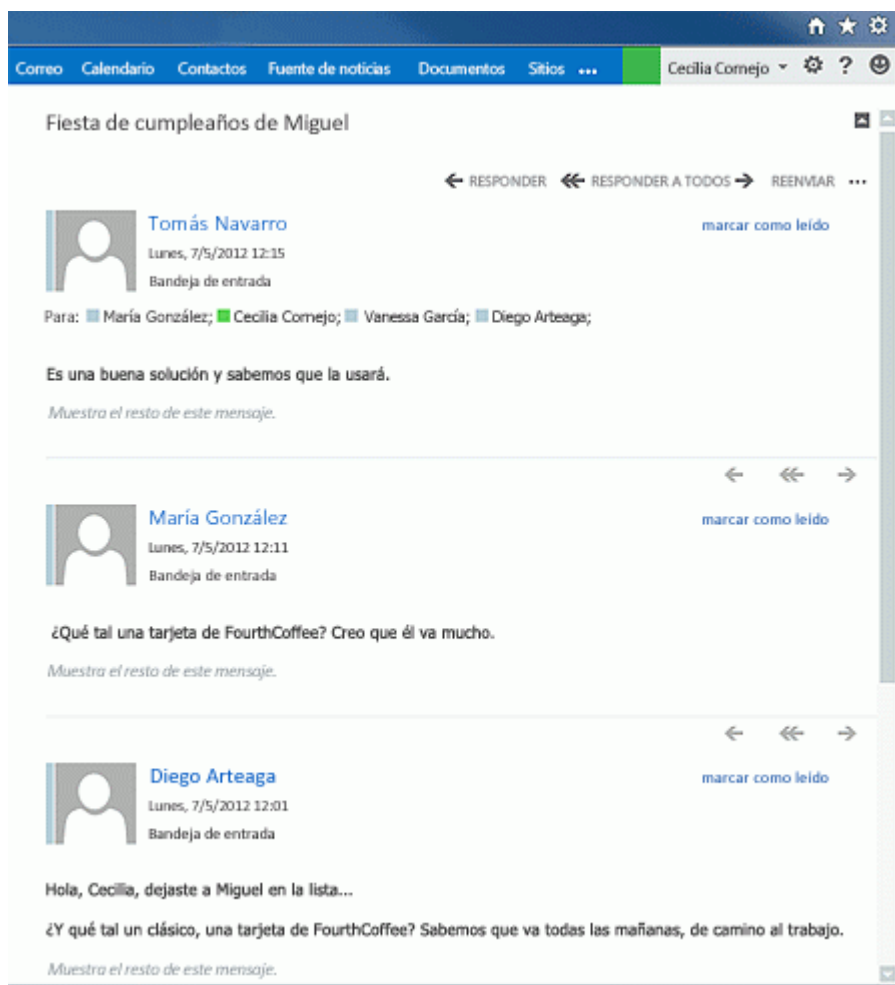 Correo Calendario Contactos Fuente de noticias Documentos Sitios ... Cecilia Cornejo ?
Fiesta de cumpleaños de Miguel
RESPONDER RESPONDER A TODOS REENVIAR ...
Tomás Navarro marcar como leído
Lunes, 7/5/2012 12:15
Bandeja de entrada
Para: María González; Cecilia Cornejo; Vanessa García; Diego Arteaga;
Es una buena solución y sabemos que la usará.
Muestra el resto de este mensaje.
María González marcar como leído
Lunes, 7/5/2012 12:11
Bandeja de entrada
¿Qué tal una tarjeta de FourthCoffee? Creo que él va mucho.
Muestra el resto de este mensaje.
Diego Arteaga marcar como leído
Lunes, 7/5/2012 12:01
Bandeja de entrada
Hola, Cecilia, dejaste a Miguel en la lista...
¿Y qué tal un clásico, una tarjeta de FourthCoffee? Sabemos que va todas las mañanas, de camino al trabajo.
Muestra el resto de este mensaje.